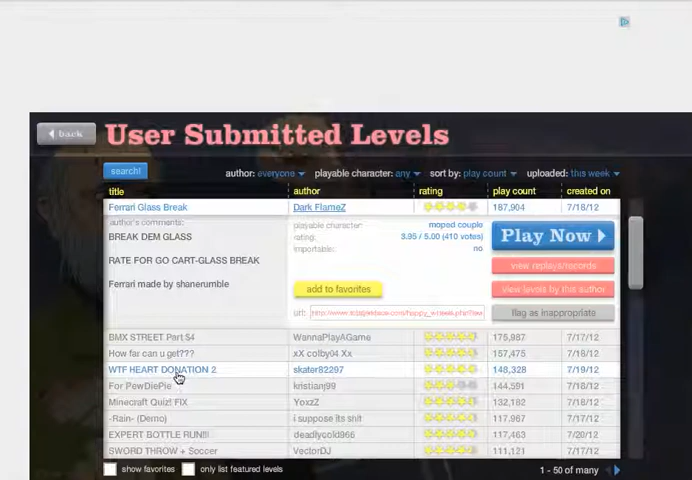 back
User Submitted Levels
search!
author: everyone playable character: any sort by: play count uploaded: this week
title author rating play count created on
Ferrari Glass Break Dark FlameZ 187,904 7/18/12
author's comments:
BREAK DEM GLASS
RATE FOR GO CART-GLASS BREAK
Ferrari made by shanerumble
playable character: moped couple
rating: 3.95 / 5.00 (410 votes)
importable: no
add to favorites
url:
Play Now
view replays/records
view levels by this author
flag as inappropriate
BMX STREET Part 54 WannaPlayAGame 175,987 7/17/12
How far can u get??? xX colby04 Xx 157,475 7/18/12
WTF HEART DONATION 2 skater82297 148,328 7/19/12
For PewDiePie kristianj99 144,591 7/18/12
Minecraft Quiz! FIX YoxzZ 132,182 7/18/12
-Rain- (Demo) i suppose its shit 117,967 7/17/12
EXPERT BOTTLE RUN!!! deadlycold966 117,463 7/20/12
SWORD THROW + Soccer VectorDJ 111,121 7/17/12
show favorites only list featured levels 1 - 50 of many